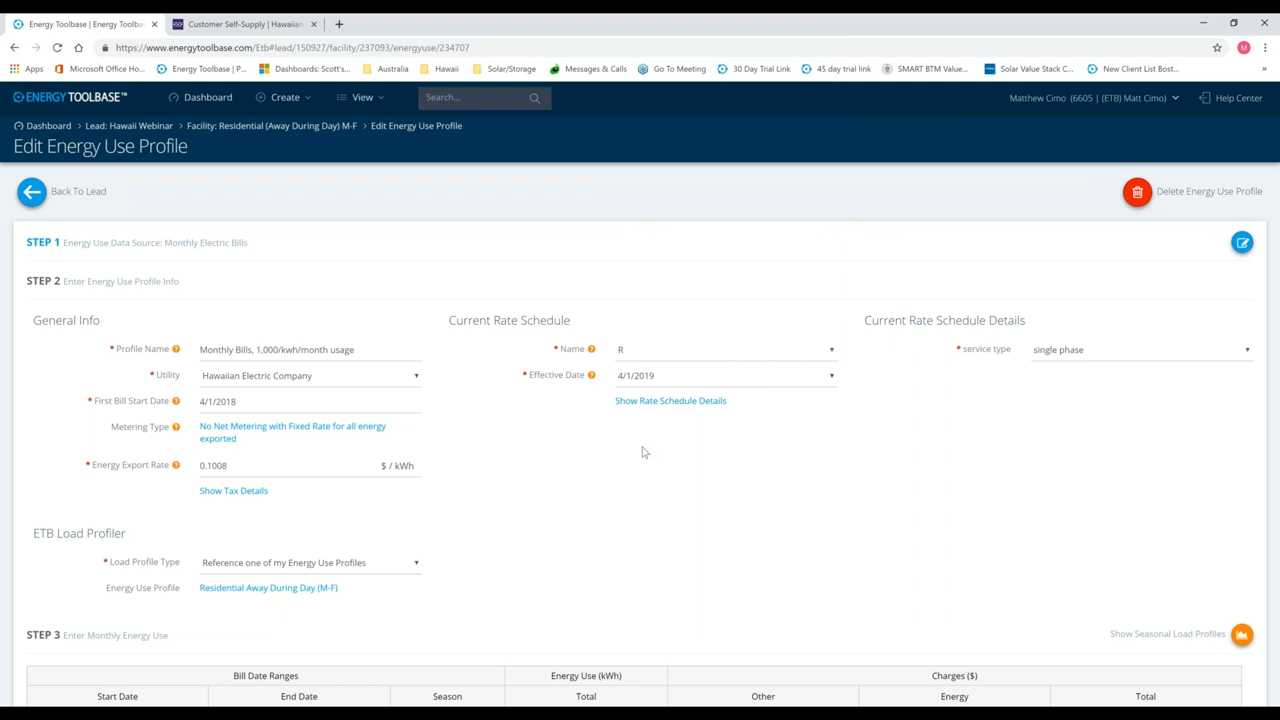 Energy Toolbase | Energy Toolba
Customer Self-Supply | Hawaiian
https://www.energytoolbase.com/Etb#lead/150927/facility/237093/energyuse/234707
M
Apps
Microsoft Office Ho...
Energy Toolbase | P...
Dashboards: Scott's...
Australia
Hawaii
Solar/Storage
Messages & Calls
Go To Meeting
30 Day Trial Link
45 day trial link
SMART BTM Value...
Solar Value Stack C...
New Client List Bost...
»
ENERGY TOOLBASE™
Dashboard
Create
View
Search...
Matthew Cimo (6605 | (ETB) Matt Cimo)
Help Center
Dashboard > Lead: Hawaii Webinar > Facility: Residential (Away During Day) M-F > Edit Energy Use Profile
Edit Energy Use Profile
Back To Lead
Delete Energy Use Profile
STEP 1 Energy Use Data Source: Monthly Electric Bills
STEP 2 Enter Energy Use Profile Info
General Info
Current Rate Schedule
Current Rate Schedule Details
* Profile Name ? Monthly Bills, 1,000/kwh/month usage
* Name ? R
* service type single phase
* Utility Hawaiian Electric Company
* Effective Date ? 4/1/2019
* First Bill Start Date ? 4/1/2018
Show Rate Schedule Details
Metering Type ? No Net Metering with Fixed Rate for all energy
exported
* Energy Export Rate ? 0.1008 $ / kWh
Show Tax Details
ETB Load Profiler
* Load Profile Type Reference one of my Energy Use Profiles
Energy Use Profile Residential Away During Day (M-F)
STEP 3 Enter Monthly Energy Use
Show Seasonal Load Profiles
Bill Date Ranges Energy Use (kWh) Charges ($)
Start Date End Date Season Total Other Energy Total